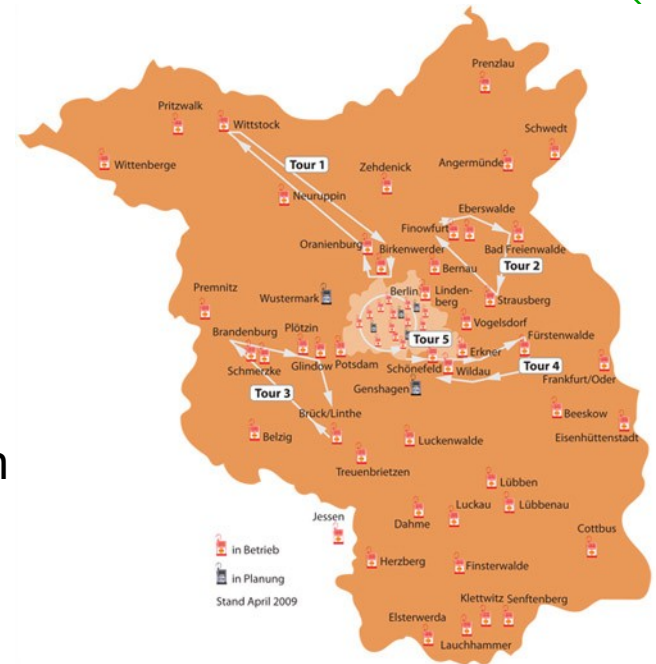 Prenzlau
Pritzwalk
Wittstock
Schwedt
Wittenberge
Tour 1
Zehdenick
Angermünde
Neuruppin
Eberswalde
Finowfurt
Oranienburg
Birkenwerder
Bad Freienwalde
Bernau
Tour 2
Premnitz
Wustermark
Berlin
Linden-
berg
Strausberg
Vogelsdorf
Brandenburg
Plötzin
Tour 5
Fürstenwalde
Erkner
Schmerzke
Glindow
Potsdam
Schönefeld
Wildau
Tour 4
Frankfurt/Oder
Genshagen
Tour 3
Brück/Linthe
Beeskow
Belzig
Luckenwalde
Eisenhüttenstadt
Treuenbrietzen
n
Lübben
Luckau
Lübbenau
Jessen
Dahme
Cottbus
in Betrieb
Herzberg
Finsterwalde
in Planung
Stand April 2009
Klettwitz
Senftenberg
Elsterwerda
Lauchhammer